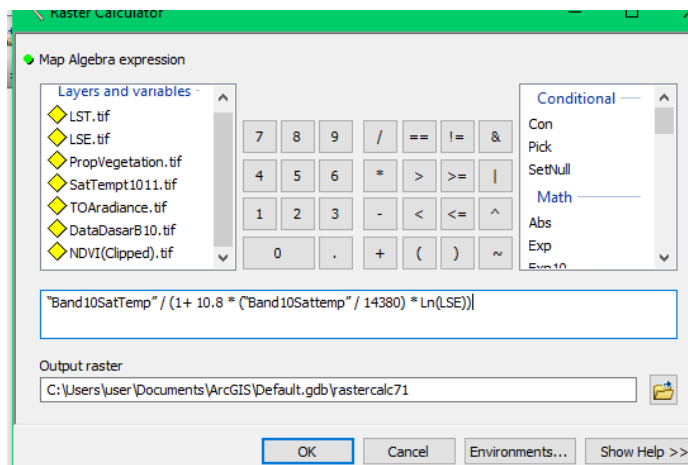 Raster Calculator
Map Algebra expression
Layers and variables
LST.tif
LSE.tif
PropVegetation.tif
SatTempt1011.tif
TOAradiance.tif
DataDasarB10.tif
NDVI(Clipped).tif
7 8 9 / == != &
4 5 6 * > >= |
1 2 3 - < <= ^
0 . + ( ) ~
Conditional
Con
Pick
SetNull
Math
Abs
Exp
Exp10
"Band10SatTemp" / (1+ 10.8 * ("Band10Sattemp" / 14380) * Ln(LSE))
Output raster
C:\Users\user\Documents\ArcGIS\Default.gdb\rastercalc71
OK Cancel Environments... Show Help >>